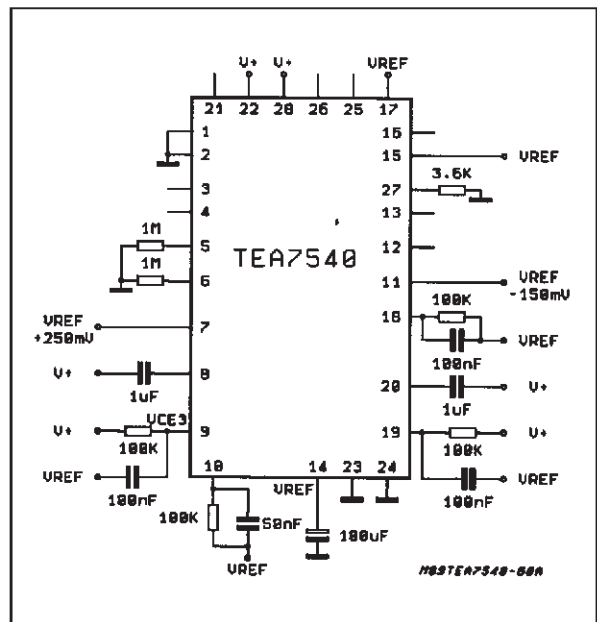 V+ V+ VREF
21 22 28 26 25 17
1
2
3
4
1M
5
1M
6
VREF
+250mV
7
V+
8
1uF
VCE3
V+
9
100K
VREF
100nF
TEA7540
16
15
VREF
3.6K
27
13
12
11
VREF
-150mV
100K
18
VREF
100nF
20
V+
1uF
19
V+
100K
VREF
100nF
10 14 23 24
VREF
100K
50nF
100uF
VREF
M89TEA7540-60A